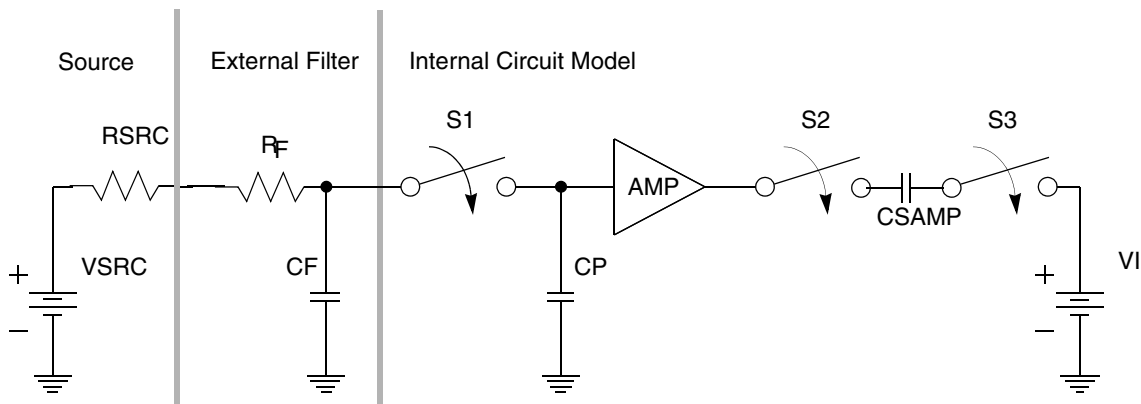 Source
External Filter
Internal Circuit Model
RSRC
RF
S1
S2
S3
AMP
CSAMP
VSRC
CF
CP
VI
+
−
+
−